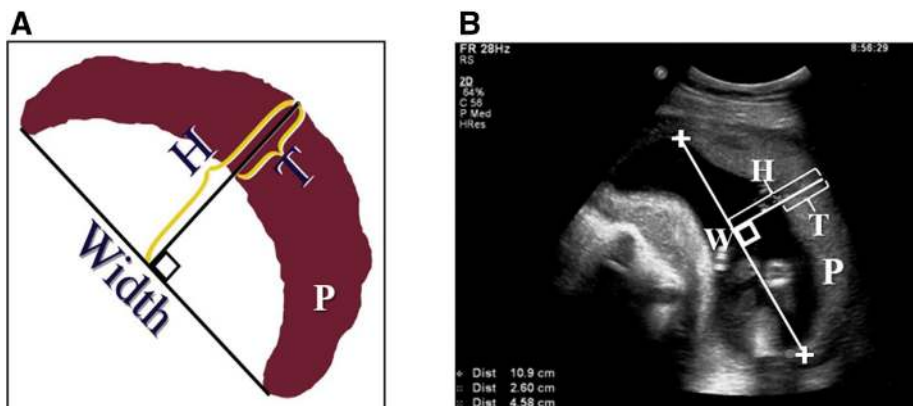 A
H
T
Width
P
B
FR 28Hz
RS
8:56:29
2D
64%
C 56
P Med
HRes
H
W
T
P
Dist 10.9 cm
Dist 2.60 cm
Dist 4.58 cm